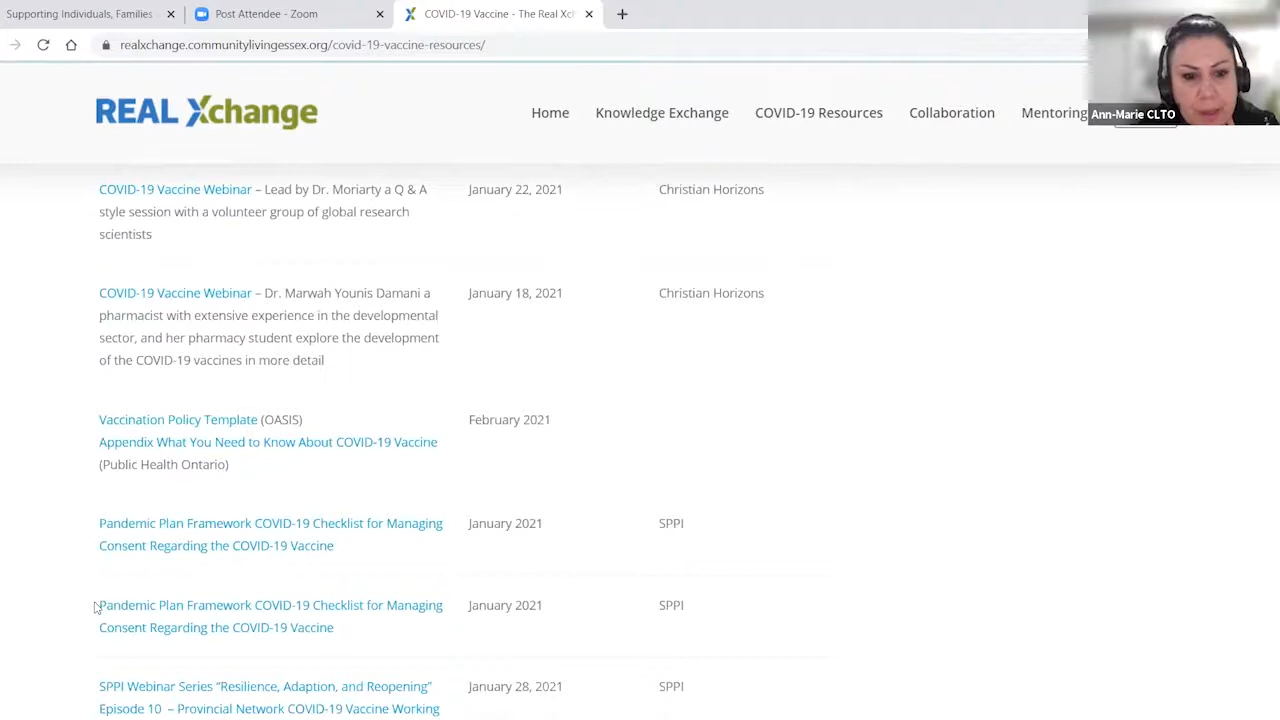 Supporting Individuals, Families
Post Attendee - Zoom
COVID-19 Vaccine - The Real Xc
realxchange.communitylivingessex.org/covid-19-vaccine-resources/
REAL Xchange
Home
Knowledge Exchange
COVID-19 Resources
Collaboration
Mentoring
Ann-Marie CLTO
COVID-19 Vaccine Webinar – Lead by Dr. Moriarty a Q & A
style session with a volunteer group of global research
scientists
January 22, 2021
Christian Horizons
COVID-19 Vaccine Webinar – Dr. Marwah Younis Damani a
pharmacist with extensive experience in the developmental
sector, and her pharmacy student explore the development
of the COVID-19 vaccines in more detail
January 18, 2021
Christian Horizons
Vaccination Policy Template (OASIS)
Appendix What You Need to Know About COVID-19 Vaccine
(Public Health Ontario)
February 2021
Pandemic Plan Framework COVID-19 Checklist for Managing
Consent Regarding the COVID-19 Vaccine
January 2021
SPPI
Pandemic Plan Framework COVID-19 Checklist for Managing
Consent Regarding the COVID-19 Vaccine
January 2021
SPPI
SPPI Webinar Series “Resilience, Adaption, and Reopening”
Episode 10 – Provincial Network COVID-19 Vaccine Working
January 28, 2021
SPPI